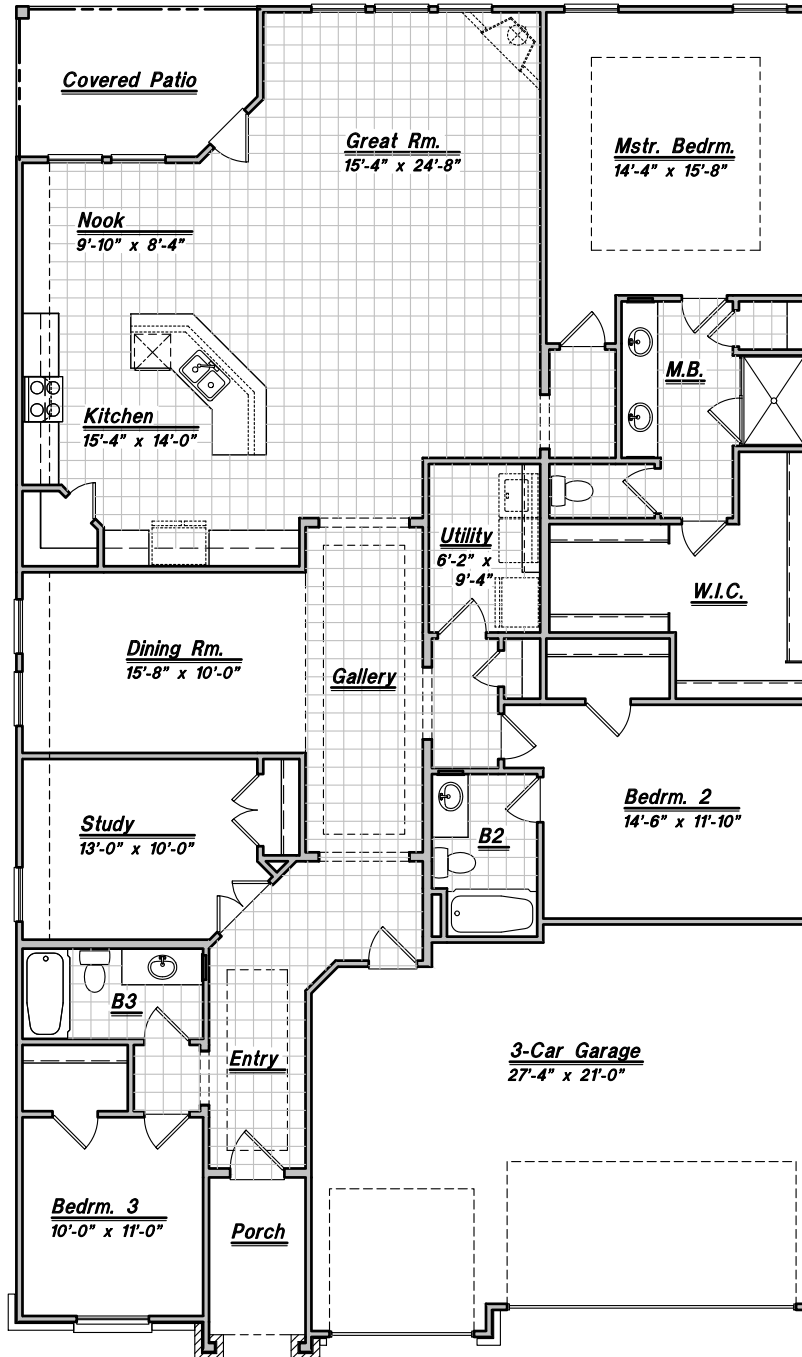 Covered Patio
Great Rm.
15'-4" x 24'-8"
Mstr. Bedrm.
14'-4" x 15'-8"
Nook
9'-10" x 8'-4"
M.B.
Kitchen
15'-4" x 14'-0"
Utility
6'-2" x
9'-4"
W.I.C.
Dining Rm.
15'-8" x 10'-0"
Gallery
Bedrm. 2
14'-6" x 11'-10"
Study
13'-0" x 10'-0"
B2
B3
Entry
3-Car Garage
27'-4" x 21'-0"
Bedrm. 3
10'-0" x 11'-0"
Porch